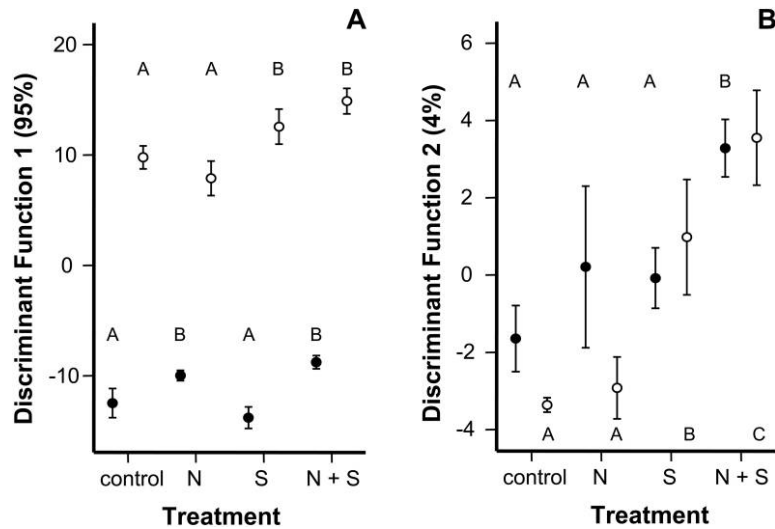 A
Discriminant Function 1 (95%)
20
10
0
-10
A A B B
A B A B
control N S N + S
Treatment
B
Discriminant Function 2 (4%)
6
4
2
0
-2
-4
A A A B
A A B C
control N S N + S
Treatment